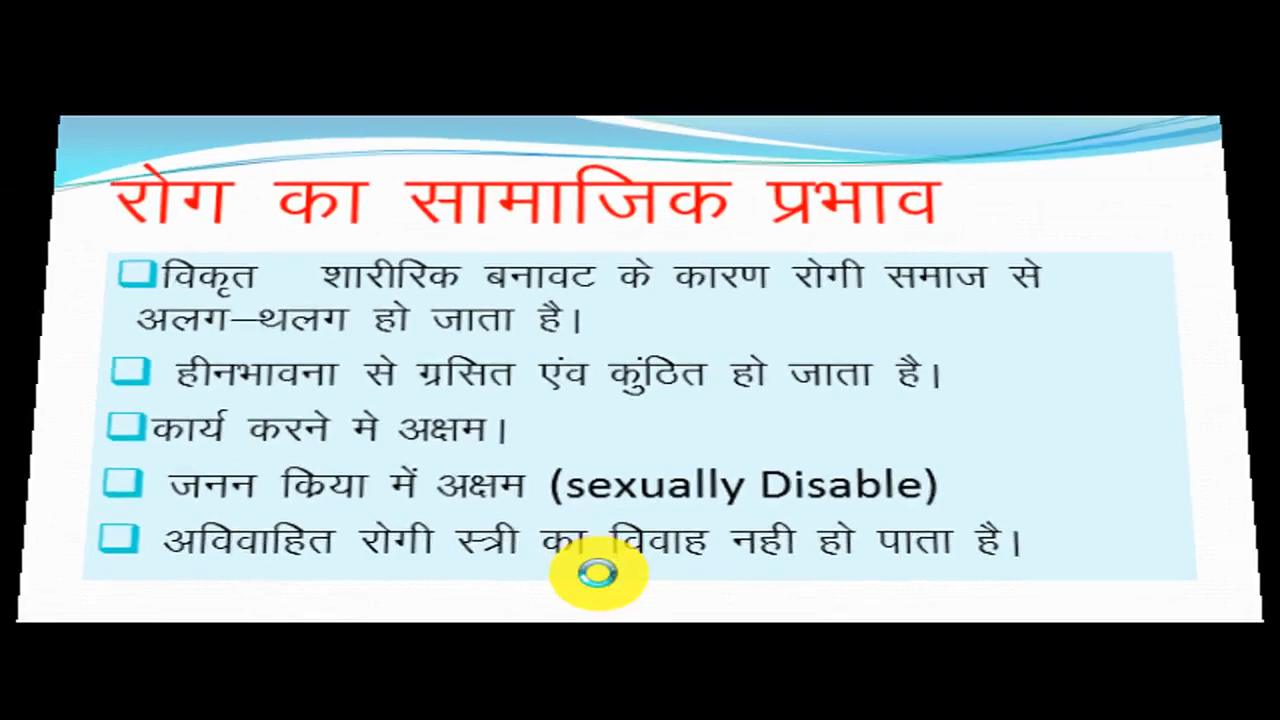 रोग का सामाजिक प्रभाव
विकृत शारीरिक बनावट के कारण रोगी समाज से
अलग–थलग हो जाता है।
हीनभावना से ग्रसित एंव कुंठित हो जाता है।
कार्य करने मे अक्षम।
जनन किया में अक्षम (sexually Disable)
अविवाहित रोगी स्त्री का विवाह नही हो पाता है।